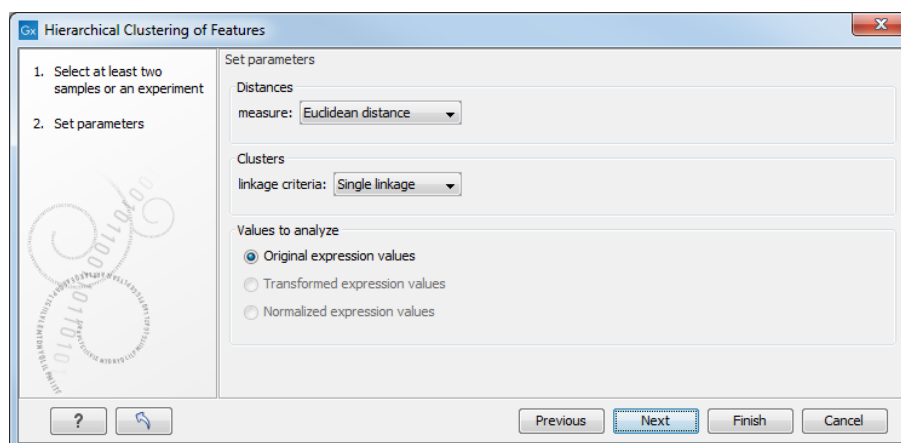 Gx Hierarchical Clustering of Features
1. Select at least two
samples or an experiment
2. Set parameters
Set parameters
Distances
measure: Euclidean distance
Clusters
linkage criteria: Single linkage
Values to analyze
Original expression values
Transformed expression values
Normalized expression values
? Previous Next Finish Cancel